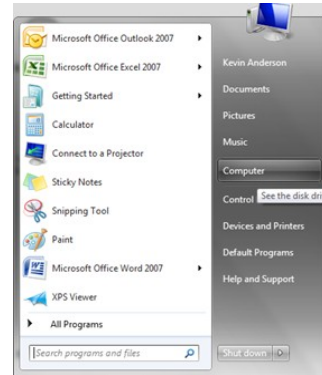 Microsoft Office Outlook 2007
Microsoft Office Excel 2007
Getting Started
Calculator
Connect to a Projector
Sticky Notes
Snipping Tool
Paint
Microsoft Office Word 2007
XPS Viewer
All Programs
Search programs and files
Kevin Anderson
Documents
Pictures
Music
Computer
Control
See the disk dri
Devices and Printers
Default Programs
Help and Support
Shut down